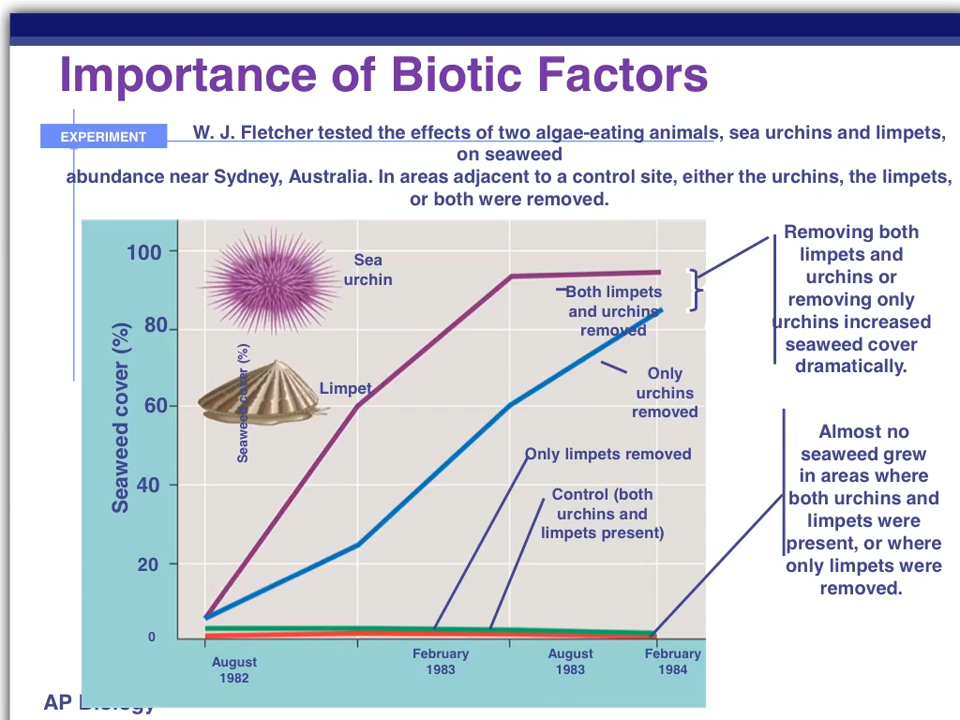 Importance of Biotic Factors
EXPERIMENT
W. J. Fletcher tested the effects of two algae-eating animals, sea urchins and limpets,
on seaweed
abundance near Sydney, Australia. In areas adjacent to a control site, either the urchins, the limpets,
or both were removed.
100
80
60
40
20
0
Seaweed cover (%)
Seaweed cover (%)
Sea
urchin
Limpet
Both limpets
and urchins
removed
Only
urchins
removed
Only limpets removed
Control (both
urchins and
limpets present)
August
1982
February
1983
August
1983
February
1984
Removing both
limpets and
urchins or
removing only
urchins increased
seaweed cover
dramatically.
Almost no
seaweed grew
in areas where
both urchins and
limpets were
present, or where
only limpets were
removed.
AP Biology